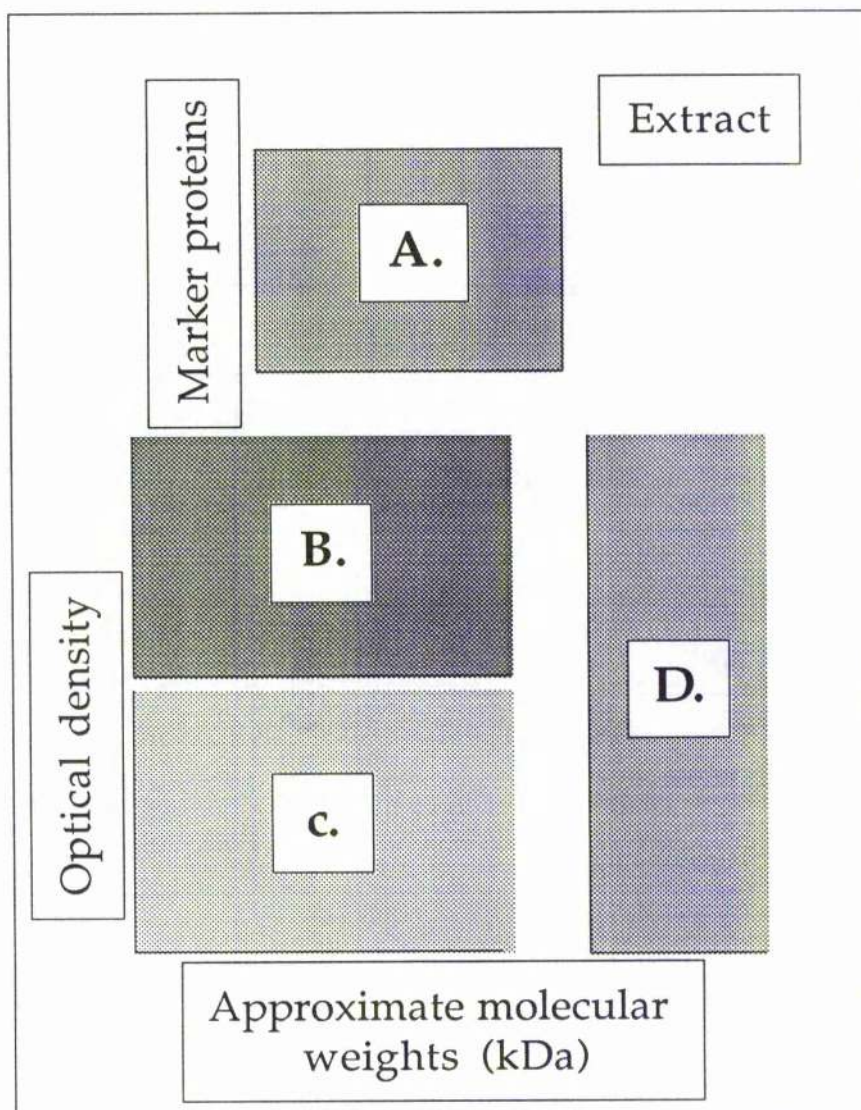 Marker proteins
Extract
A.
B.
D.
Optical density
c.
Approximate molecular
weights (kDa)